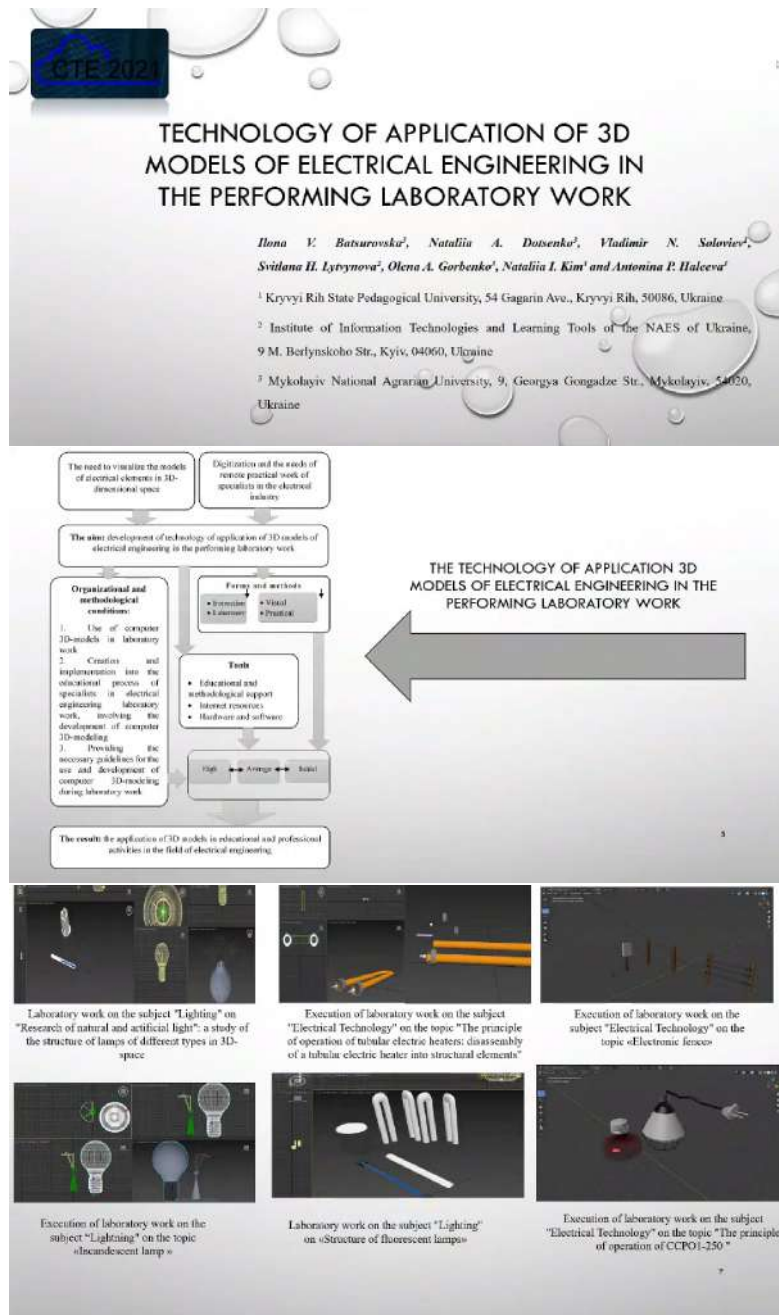 CTE 2021
TECHNOLOGY OF APPLICATION OF 3D
MODELS OF ELECTRICAL ENGINEERING IN
THE PERFORMING LABORATORY WORK
Ilona V. Batsurovska³, Nataliia A. Dotsenko³, Vladimir N. Soloviev¹,
Svitlana H. Lytvynova², Olena A. Gorbenko³, Nataliia I. Kim³ and Antonina P. Haleeva³
¹ Kryvyi Rih State Pedagogical University, 54 Gagarin Ave., Kryvyi Rih, 50086, Ukraine
² Institute of Information Technologies and Learning Tools of the NAES of Ukraine,
9 M. Berlynskoho Str., Kyiv, 04060, Ukraine
³ Mykolayiv National Agrarian University, 9, Georgya Gongadze Str., Mykolayiv, 54020,
Ukraine
The need to visualize the models
of electrical elements in 3D-
dimensional space
Digitization and the needs of
remote practical work of
specialists in the electrical
industry
The aim: development of technology of application of 3D models of
electrical engineering in the performing laboratory work
Organizational and
methodological
conditions:
1. Use of computer
3D-models in laboratory
work
2. Creation and
implementation into the
educational process of
specialists in electrical
engineering laboratory
work, involving the
development of computer
3D-modeling
3. Providing the
necessary guidelines for the
use and development of
computer 3D-modeling
during laboratory work
Forms and methods
• Visual
• Practical
Tools
• Educational and
methodological support
• Internet resources
• Hardware and software
High
Average
The result: the application of 3D models in educational and professional
activities in the field of electrical engineering
THE TECHNOLOGY OF APPLICATION 3D
MODELS OF ELECTRICAL ENGINEERING IN THE
PERFORMING LABORATORY WORK
5
Laboratory work on the subject "Lighting" on
"Research of natural and artificial light": a study of
the structure of lamps of different types in 3D-
space
Execution of laboratory work on the subject
"Electrical Technology" on the topic "The principle
of operation of tubular electric heaters: disassembly
of a tubular electric heater into structural elements"
Execution of laboratory work on the
subject "Electrical Technology" on the
topic «Electronic fence»
Execution of laboratory work on the
subject "Lightning" on the topic
«Incandescent lamp »
Laboratory work on the subject "Lighting"
on «Structure of fluorescent lamps»
Execution of laboratory work on the subject
"Electrical Technology" on the topic "The principle
of operation of CCPO1-250 "
7